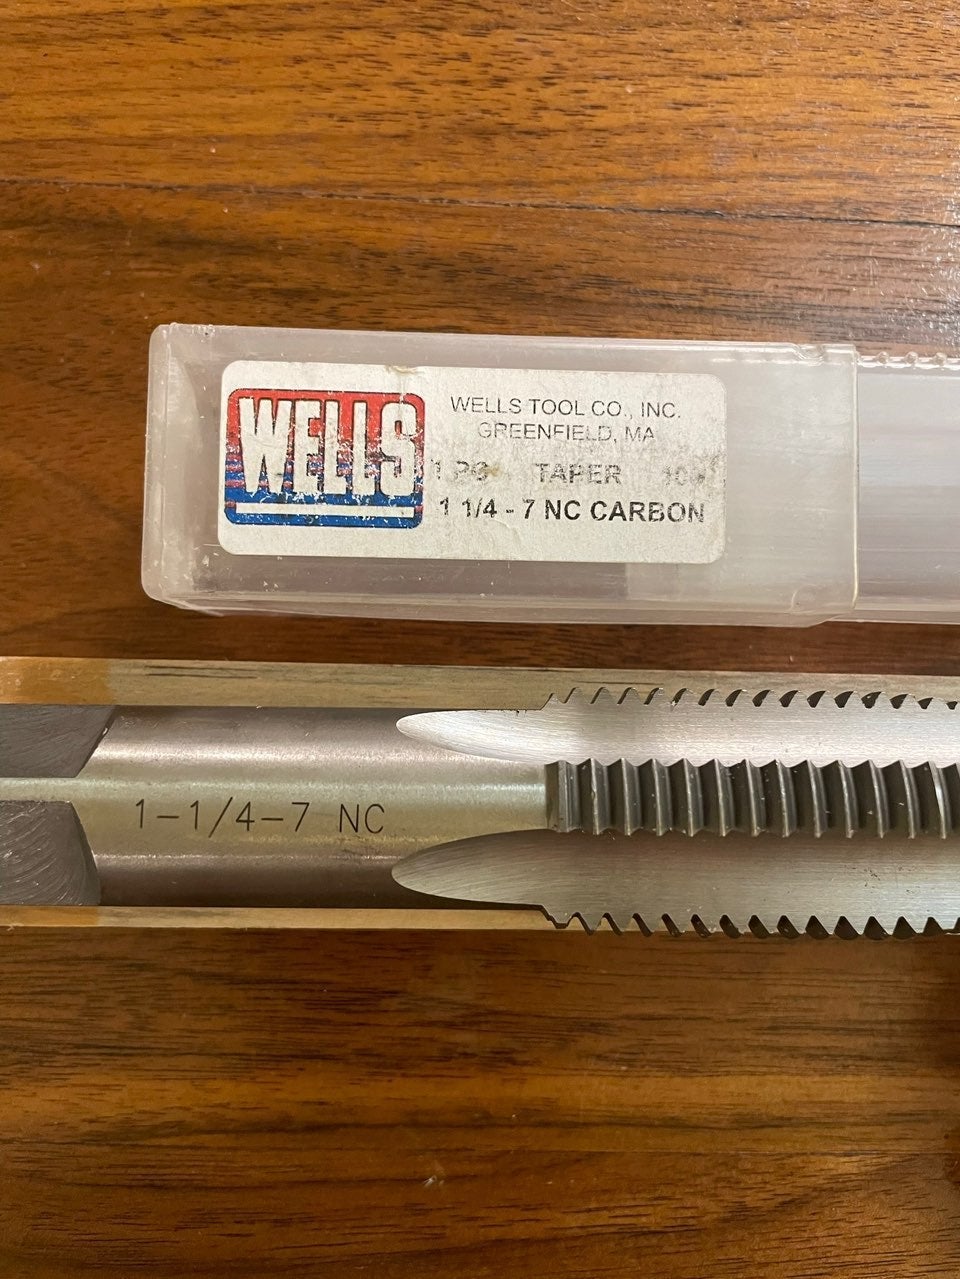 WELLS
WELLS TOOL CO., INC.
GREENFIELD, MA
1 PC TAPER
1 1/4 - 7 NC CARBON
1-1/4-7 NC